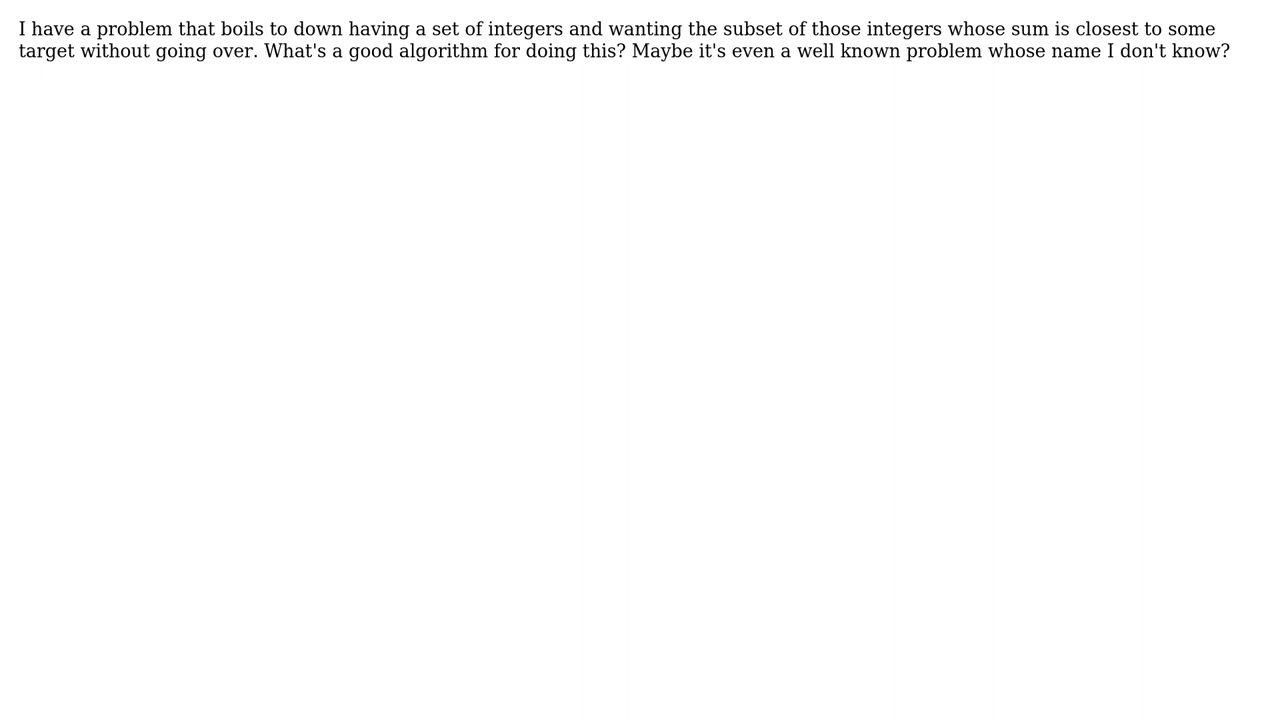 I have a problem that boils to down having a set of integers and wanting the subset of those integers whose sum is closest to some
target without going over. What's a good algorithm for doing this? Maybe it's even a well known problem whose name I don't know?